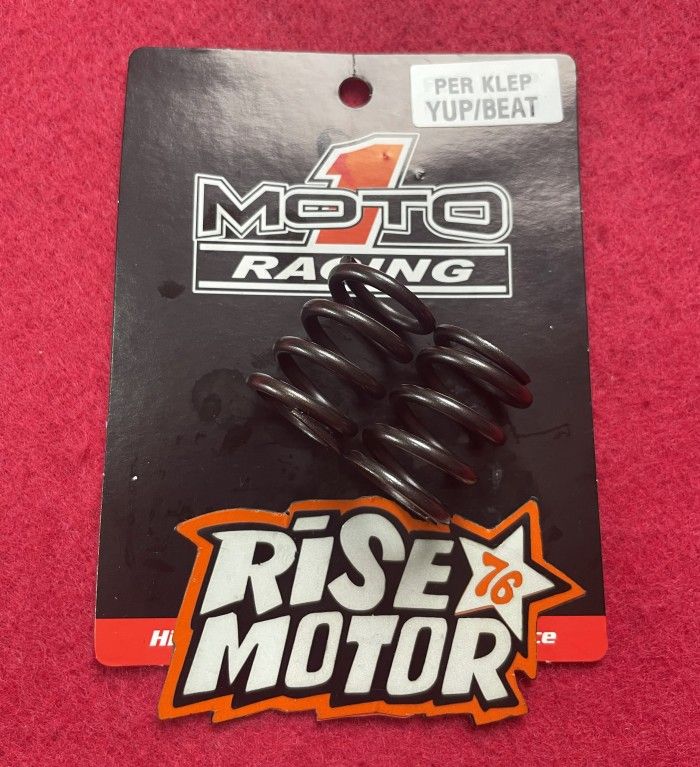 PER KLEP
YUP/BEAT
MOTO 1
RACING
RiSE 76
MOTOR